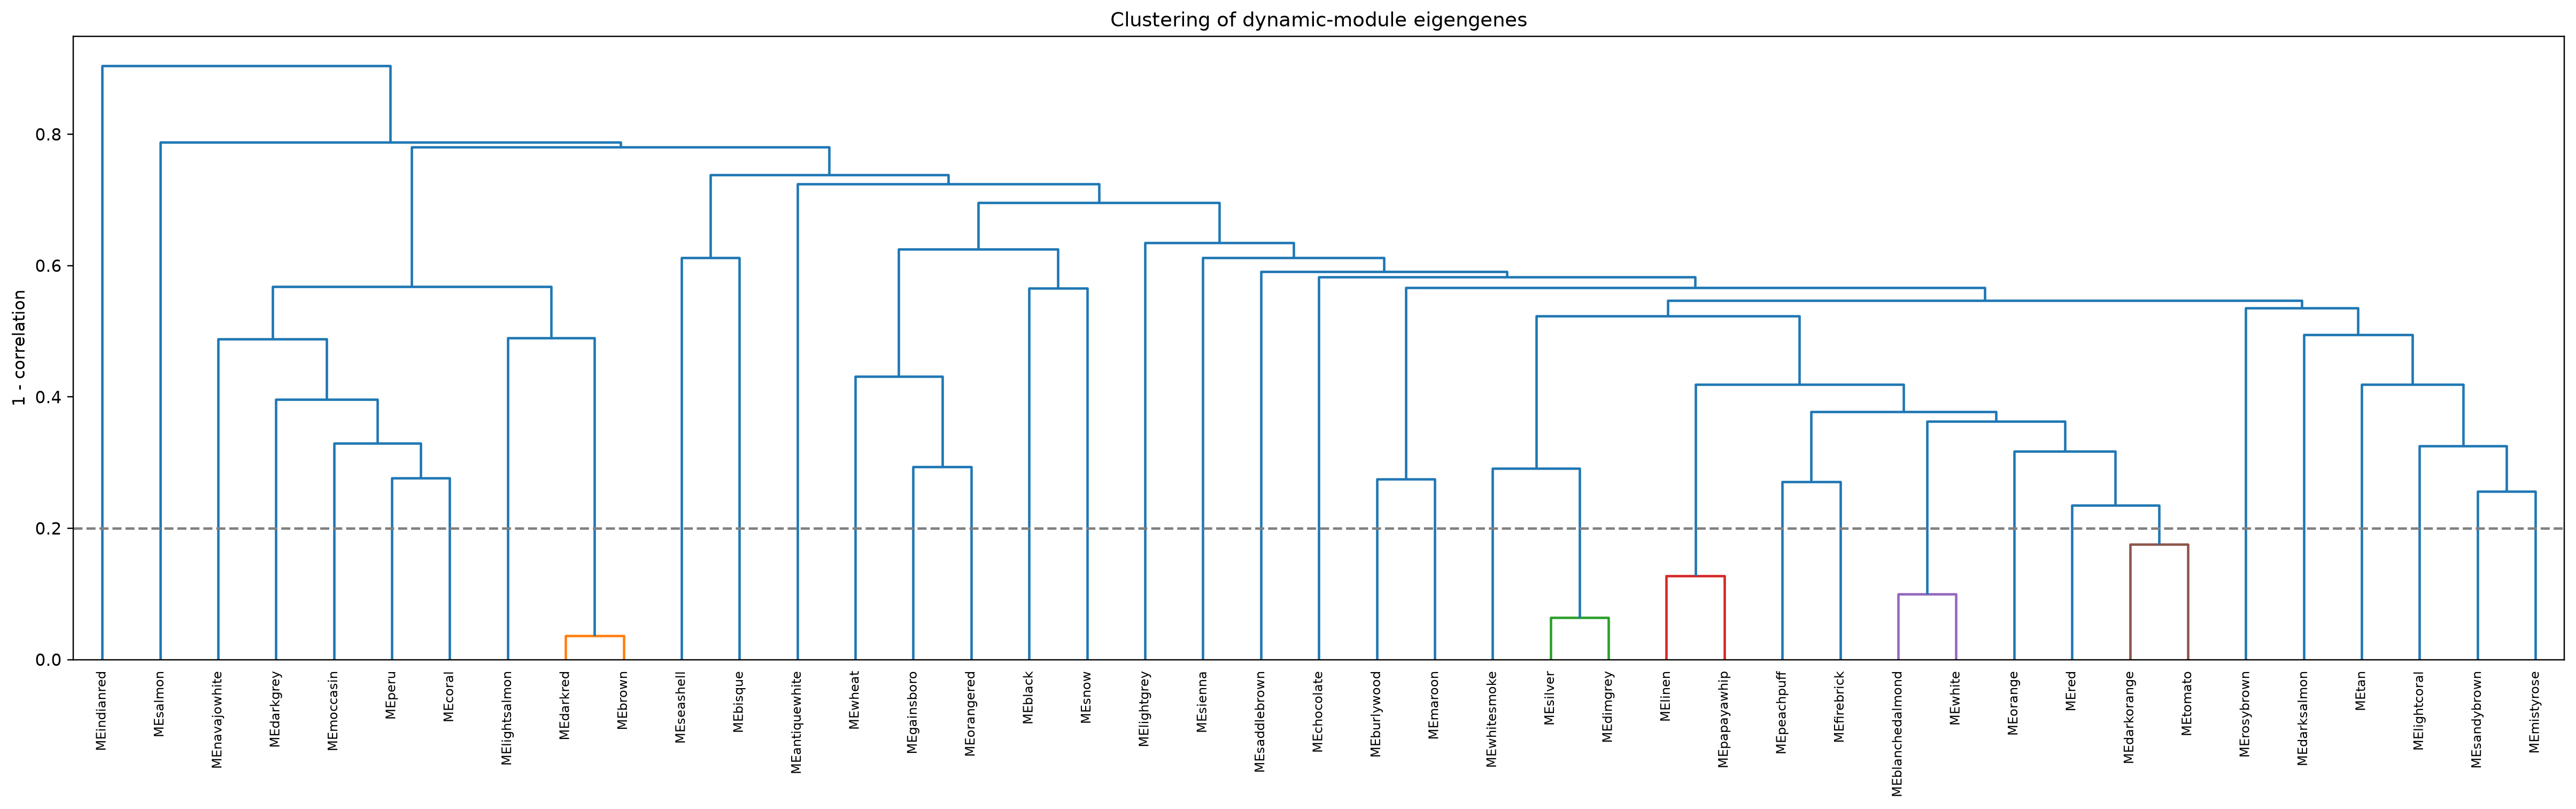 Clustering of dynamic-module eigengenes
1 - correlation
0.8
0.6
0.4
0.2
0.0
MEindianred
MEsalmon
MEnavajowhite
MEdarkgrey
MEmoccasin
MEperu
MEcoral
MElightsalmon
MEdarkred
MEbrown
MEseashell
MEbisque
MEantiquewhite
MEwheat
MEgainsboro
MEorangered
MEblack
MEsnow
MElightgrey
MEsienna
MEsaddlebrown
MEchocolate
MEburlywood
MEmaroon
MEwhitesmoke
MEsilver
MEdimgrey
MElinen
MEpapayawhip
MEpeachpuff
MEfirebrick
MEblanchedalmond
MEwhite
MEorange
MEred
MEdarkorange
MEtomato
MErosybrown
MEdarksalmon
MEtan
MElightcoral
MEsandybrown
MEmistyrose